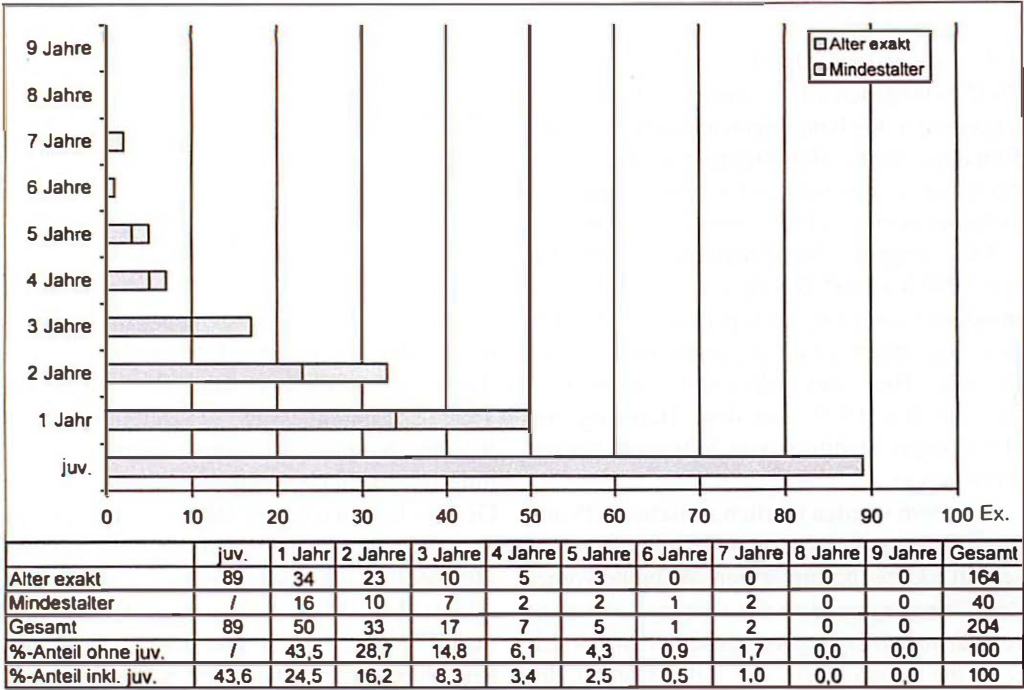 9 Jahre
8 Jahre
7 Jahre
6 Jahre
5 Jahre
4 Jahre
3 Jahre
2 Jahre
1 Jahr
juv.
Alter exakt
Mindestalter
0 10 20 30 40 50 60 70 80 90 100 Ex.
juv. 1 Jahr 2 Jahre 3 Jahre 4 Jahre 5 Jahre 6 Jahre 7 Jahre 8 Jahre 9 Jahre Gesamt
Alter exakt 89 34 23 10 5 3 0 0 0 0 164
Mindestalter / 16 10 7 2 2 1 2 0 0 40
Gesamt 89 50 33 17 7 5 1 2 0 0 204
%-Anteil ohne juv. / 43,5 28,7 14,8 6,1 4,3 0,9 1,7 0,0 0,0 100
%-Anteil inkl. juv. 43,6 24,5 16,2 8,3 3,4 2,5 0,5 1,0 0,0 0,0 100